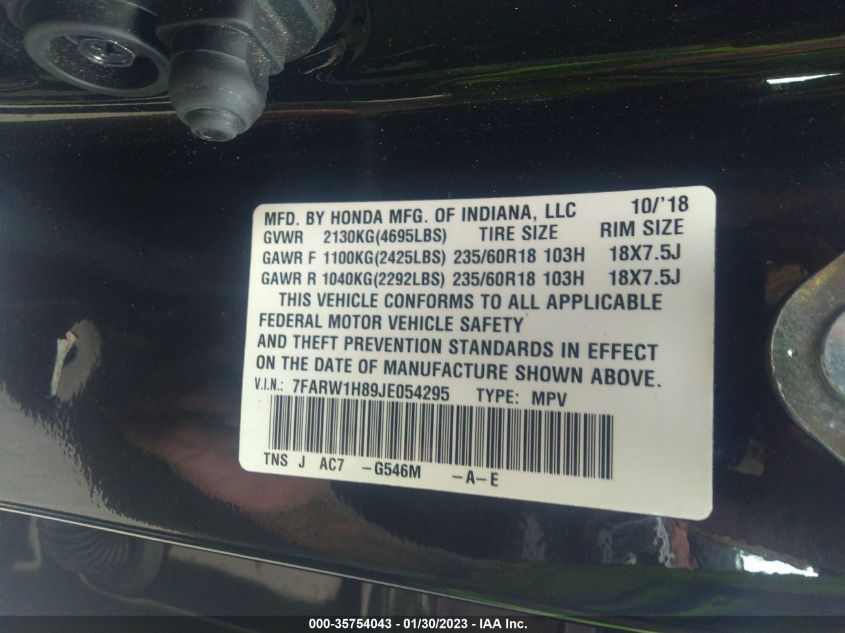 MFD. BY HONDA MFG. OF INDIANA, LLC 10/'18
GVWR 2130KG(4695LBS) TIRE SIZE RIM SIZE
GAWR F 1100KG(2425LBS) 235/60R18 103H 18X7.5J
GAWR R 1040KG(2292LBS) 235/60R18 103H 18X7.5J
THIS VEHICLE CONFORMS TO ALL APPLICABLE
FEDERAL MOTOR VEHICLE SAFETY
AND THEFT PREVENTION STANDARDS IN EFFECT
ON THE DATE OF MANUFACTURE SHOWN ABOVE.
V.I.N.: 7FARW1H89JE054295 TYPE: MPV
TNS J AC7 -G546M -A-E
000-35754043 - 01/30/2023 - IAA Inc.